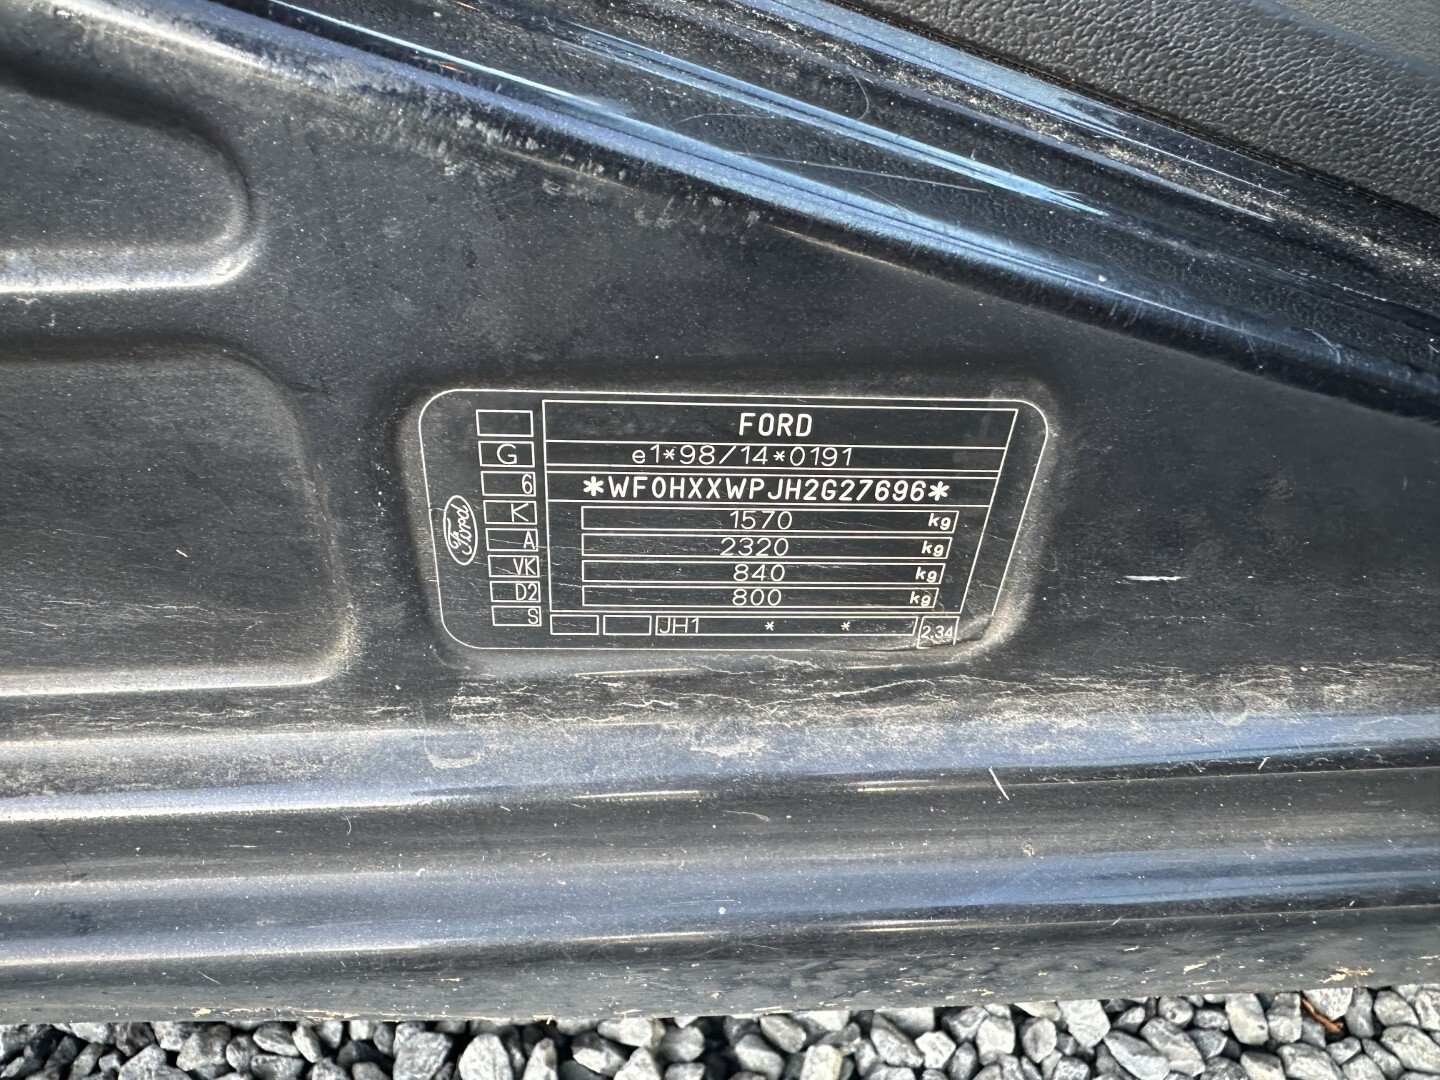 FORD
e1*98/14*0191
*WF0HXXWPJH2G27696*
1570 kg
2320 kg
840 kg
800 kg
JH1 * * 2.34
G
6
K
A
VK
D2
S
Ford